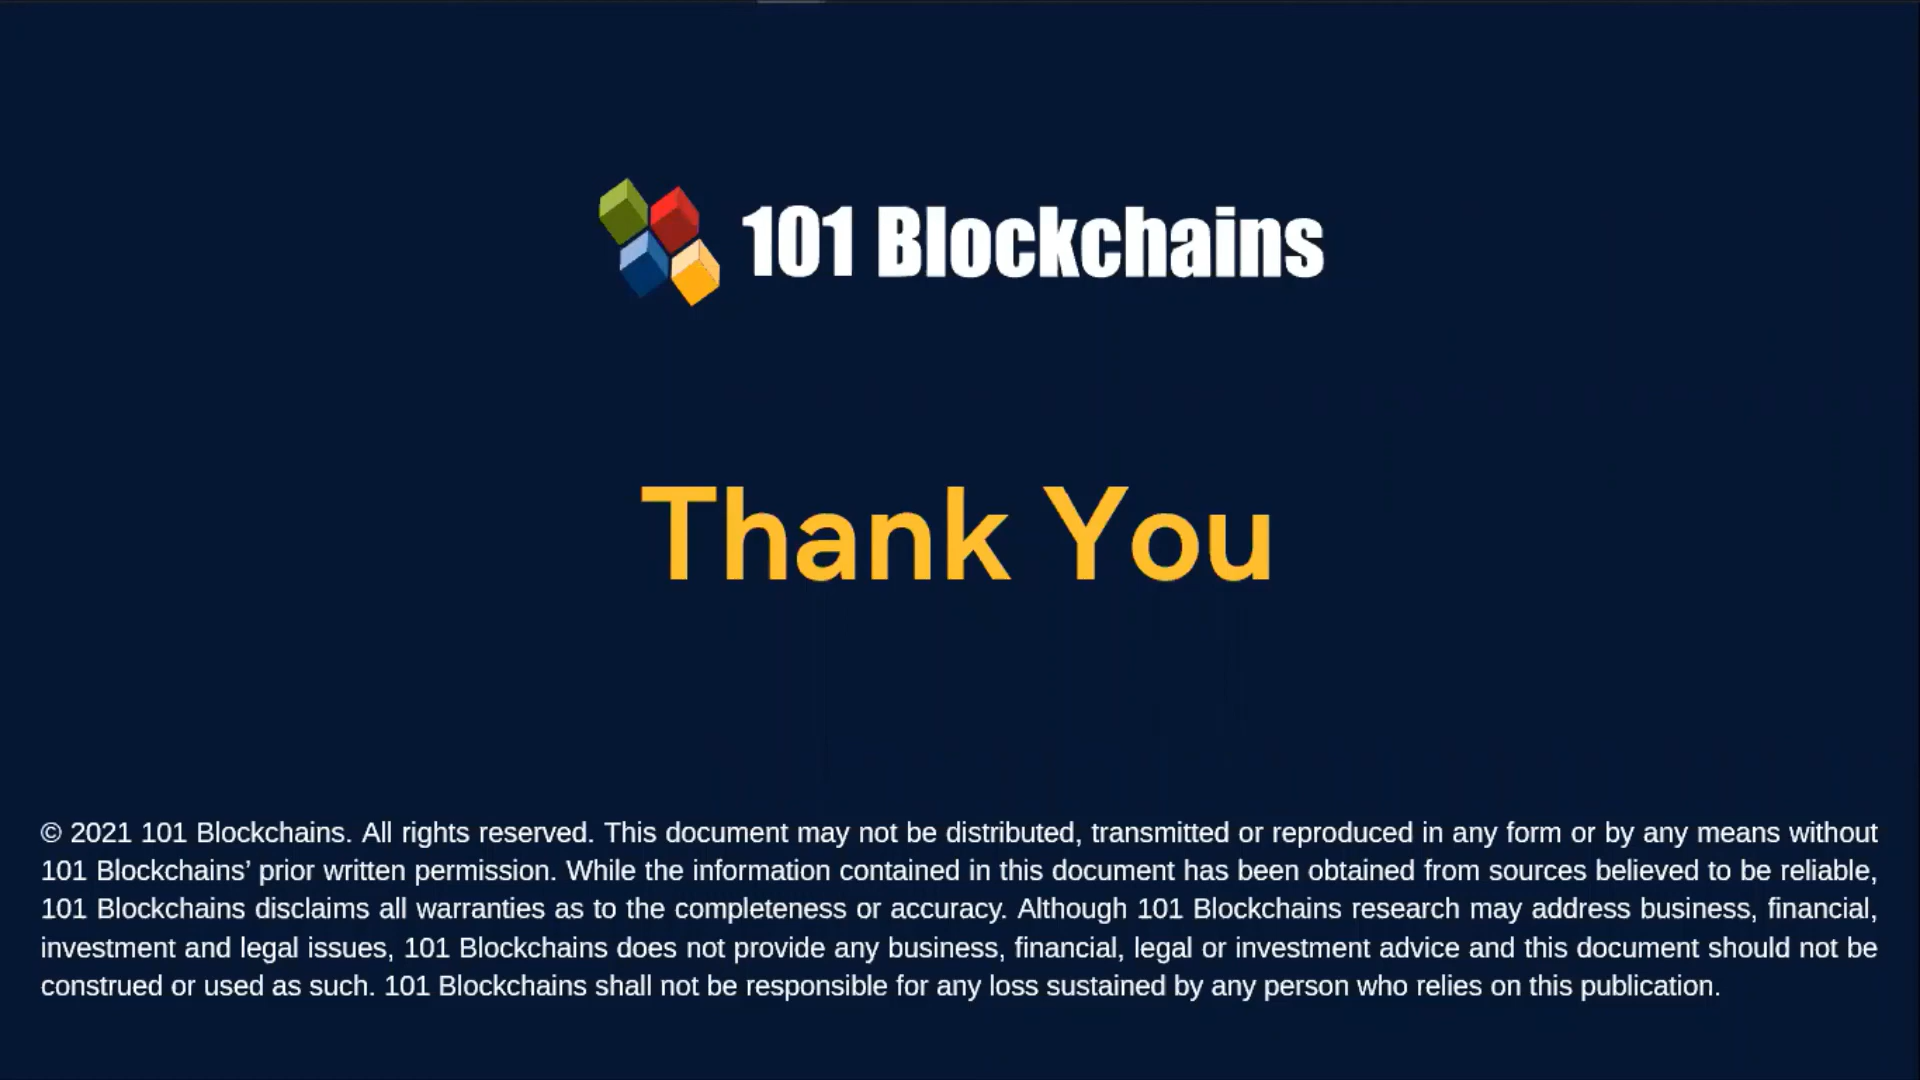 101 Blockchains
Thank You
© 2021 101 Blockchains. All rights reserved. This document may not be distributed, transmitted or reproduced in any form or by any means without
101 Blockchains’ prior written permission. While the information contained in this document has been obtained from sources believed to be reliable,
101 Blockchains disclaims all warranties as to the completeness or accuracy. Although 101 Blockchains research may address business, financial,
investment and legal issues, 101 Blockchains does not provide any business, financial, legal or investment advice and this document should not be
construed or used as such. 101 Blockchains shall not be responsible for any loss sustained by any person who relies on this publication.